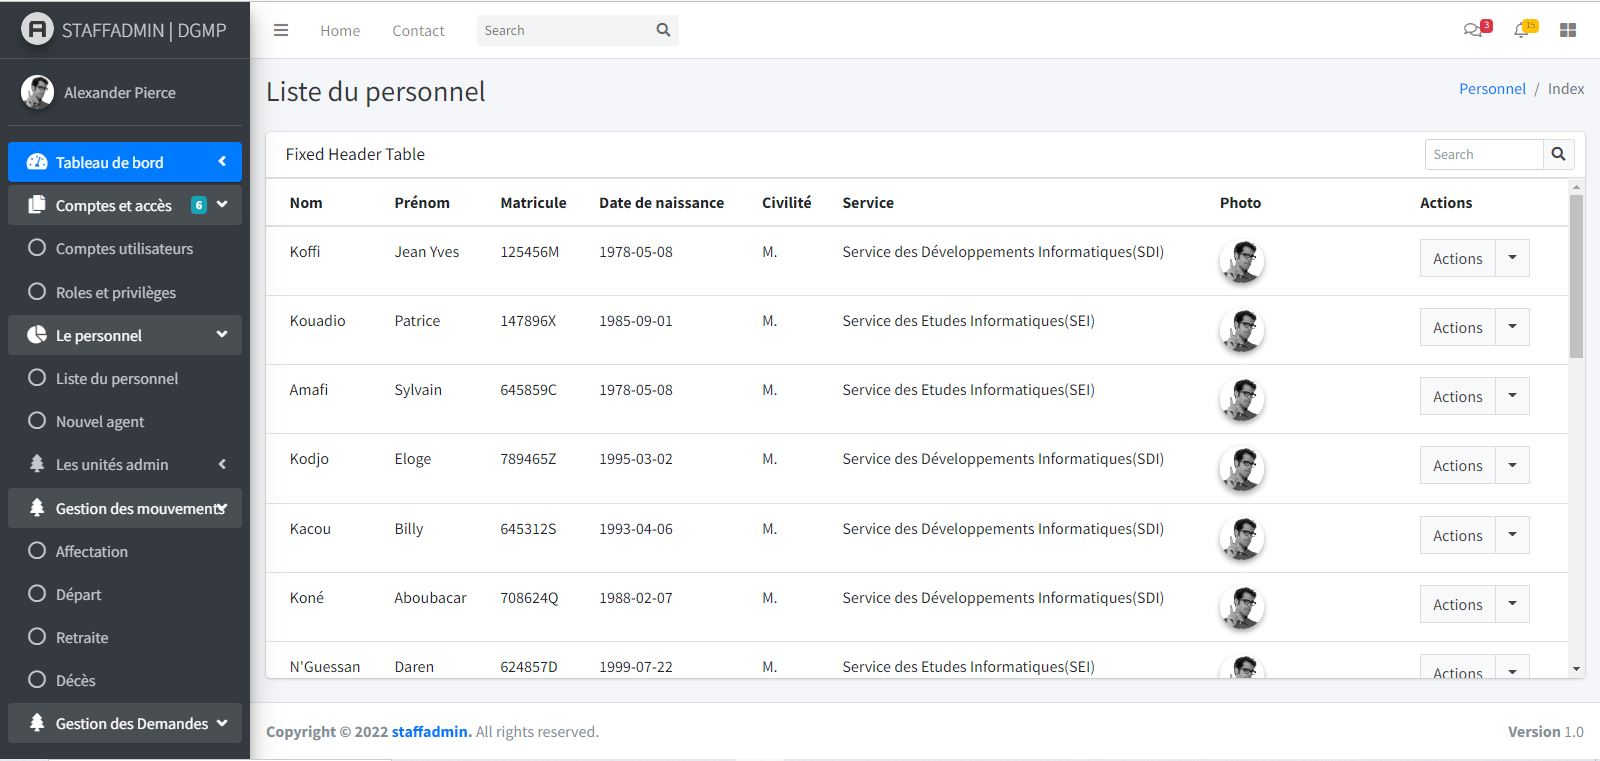 STAFFADMIN | DGMP
Home Contact Search 3 15
Alexander Pierce
Tableau de bord
Comptes et accès 6
Comptes utilisateurs
Roles et privilèges
Le personnel
Liste du personnel
Nouvel agent
Les unités admin
Gestion des mouvements
Affectation
Départ
Retraite
Décès
Gestion des Demandes
Liste du personnel
Personnel / Index
Fixed Header Table Search
Nom Prénom Matricule Date de naissance Civilité Service Photo Actions
Koffi Jean Yves 125456M 1978-05-08 M. Service des Développements Informatiques(SDI) Actions
Kouadio Patrice 147896X 1985-09-01 M. Service des Etudes Informatiques(SEI) Actions
Amafi Sylvain 645859C 1978-05-08 M. Service des Etudes Informatiques(SEI) Actions
Kodjo Eloge 789465Z 1995-03-02 M. Service des Développements Informatiques(SDI) Actions
Kacou Billy 645312S 1993-04-06 M. Service des Développements Informatiques(SDI) Actions
Koné Aboubacar 708624Q 1988-02-07 M. Service des Développements Informatiques(SDI) Actions
N'Guessan Daren 624857D 1999-07-22 M. Service des Etudes Informatiques(SEI) Actions
Copyright © 2022 staffadmin. All rights reserved.
Version 1.0